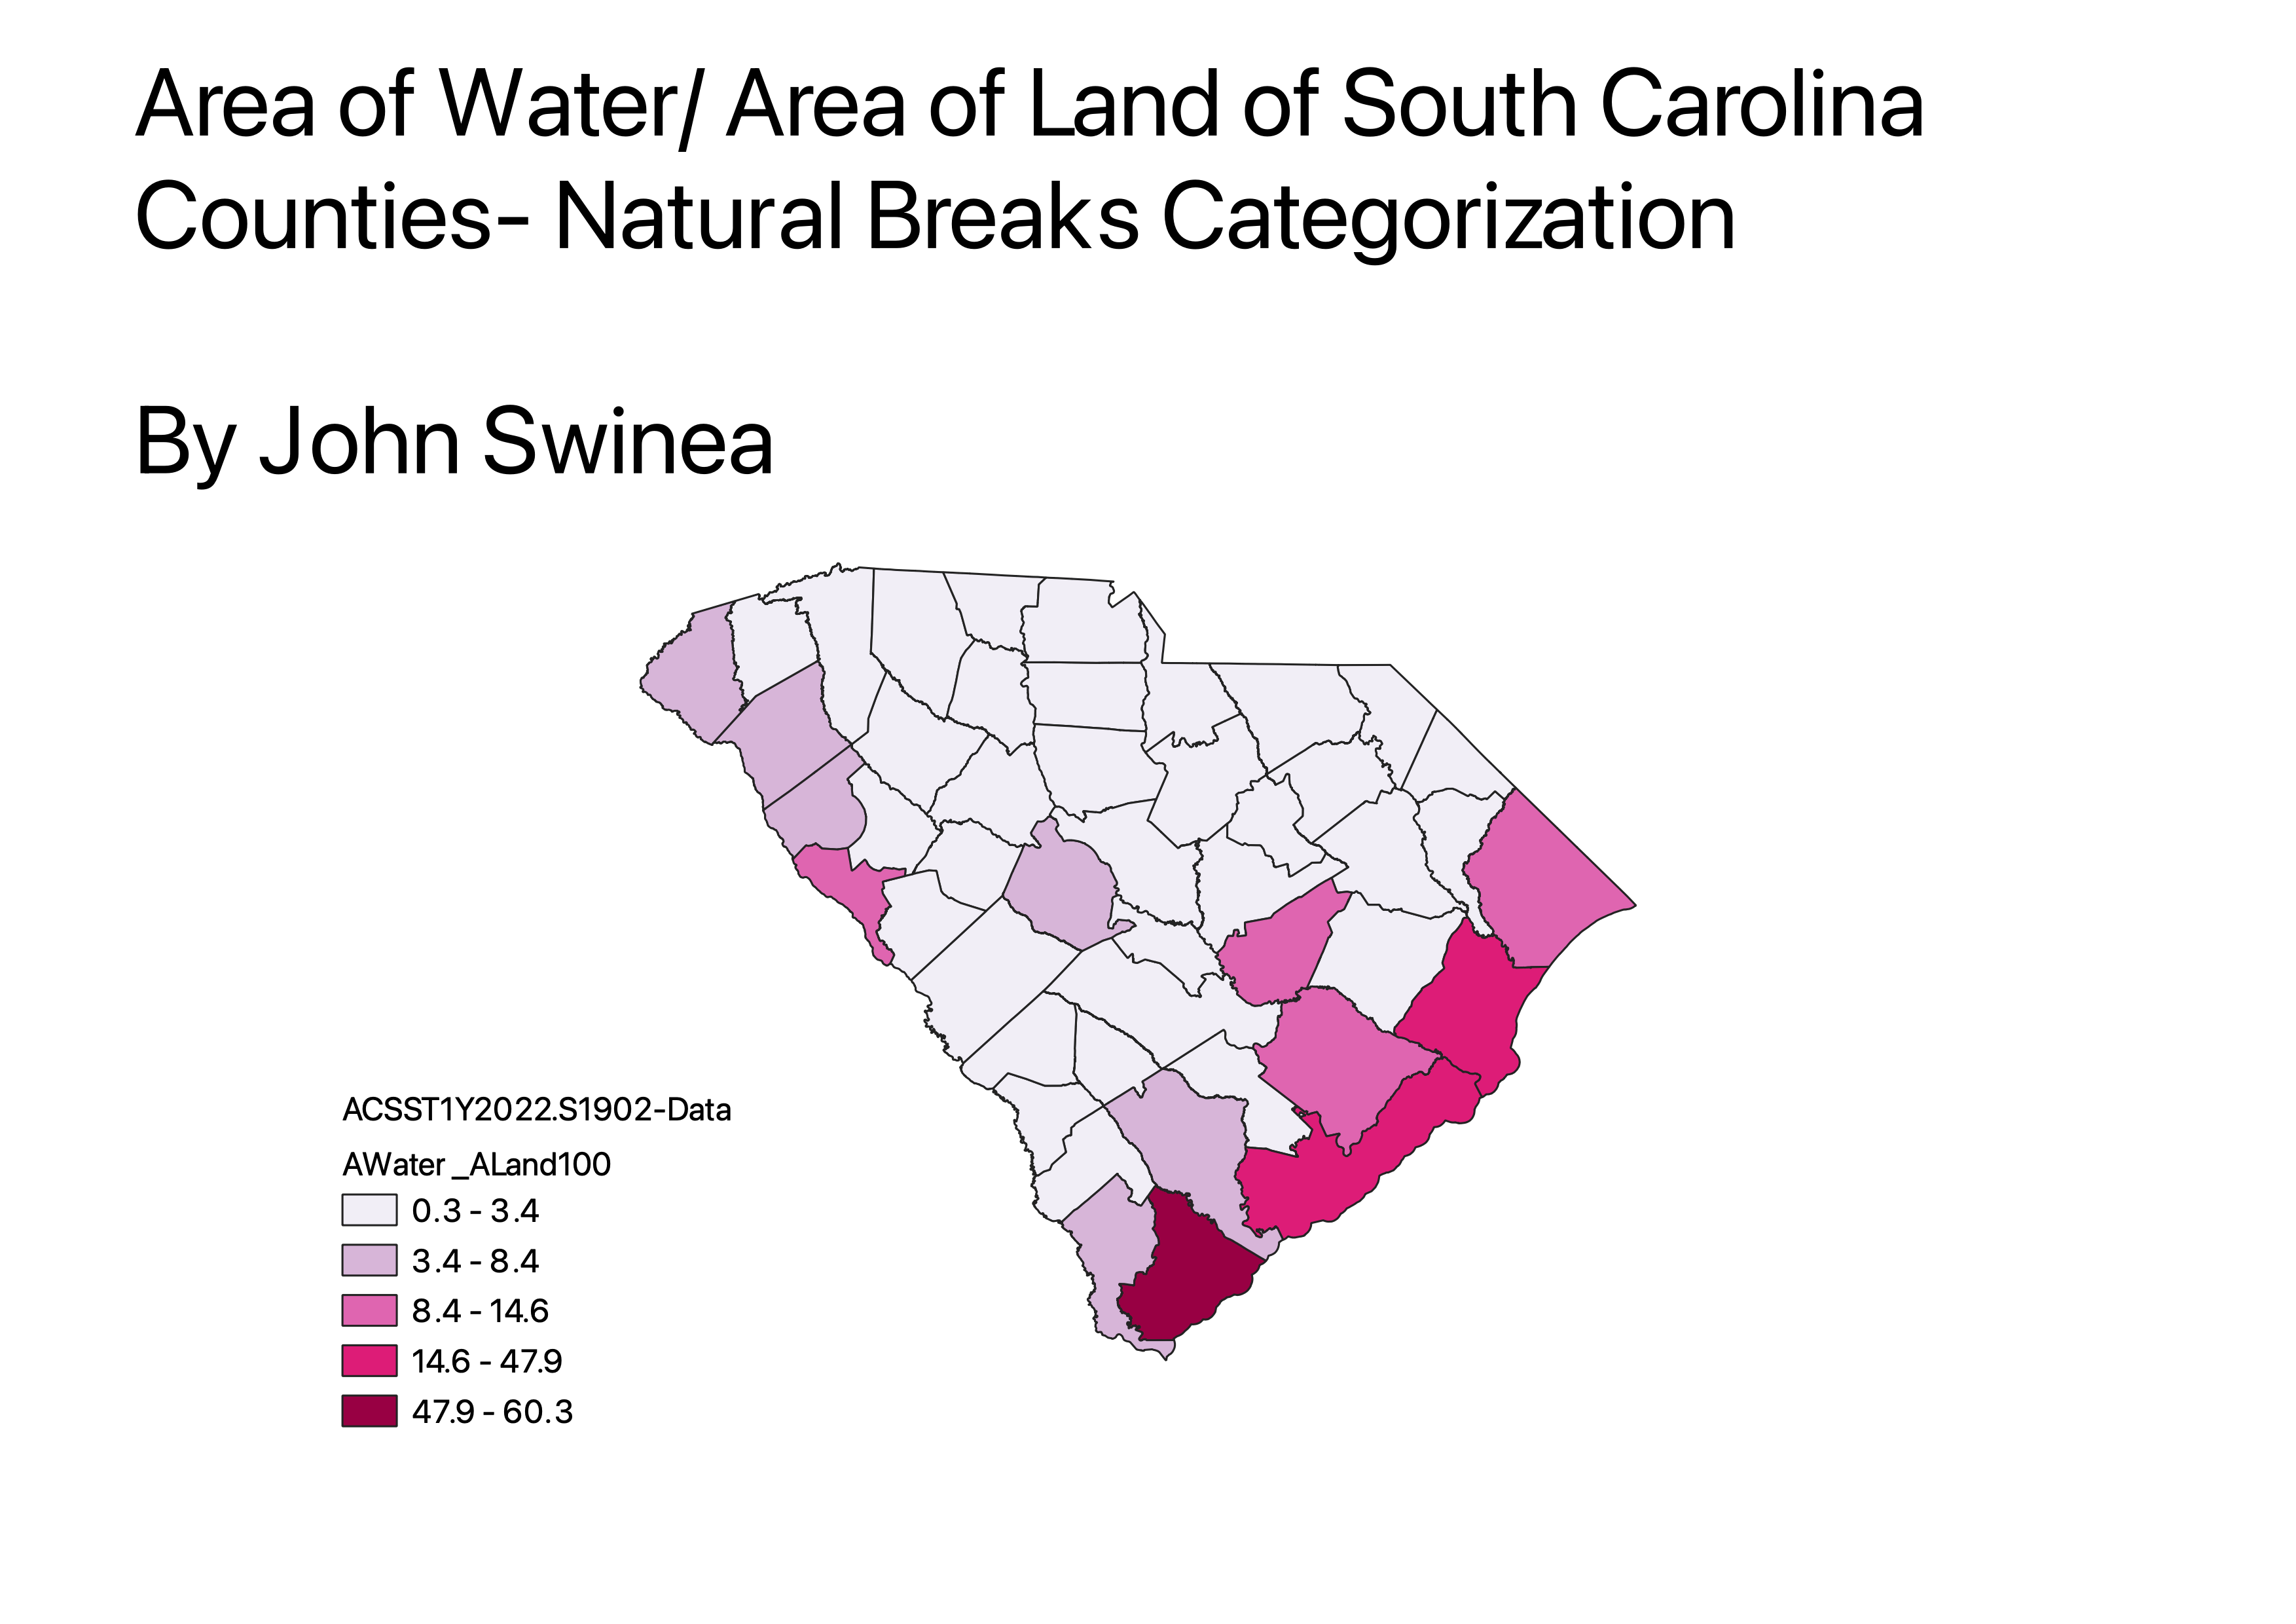 Area of Water/ Area of Land of South Carolina
Counties- Natural Breaks Categorization
By John Swinea
ACSST1Y2022.S1902-Data
AWater _ALand100
0.3 - 3.4
3.4 - 8.4
8.4 - 14.6
14.6 - 47.9
47.9 - 60.3